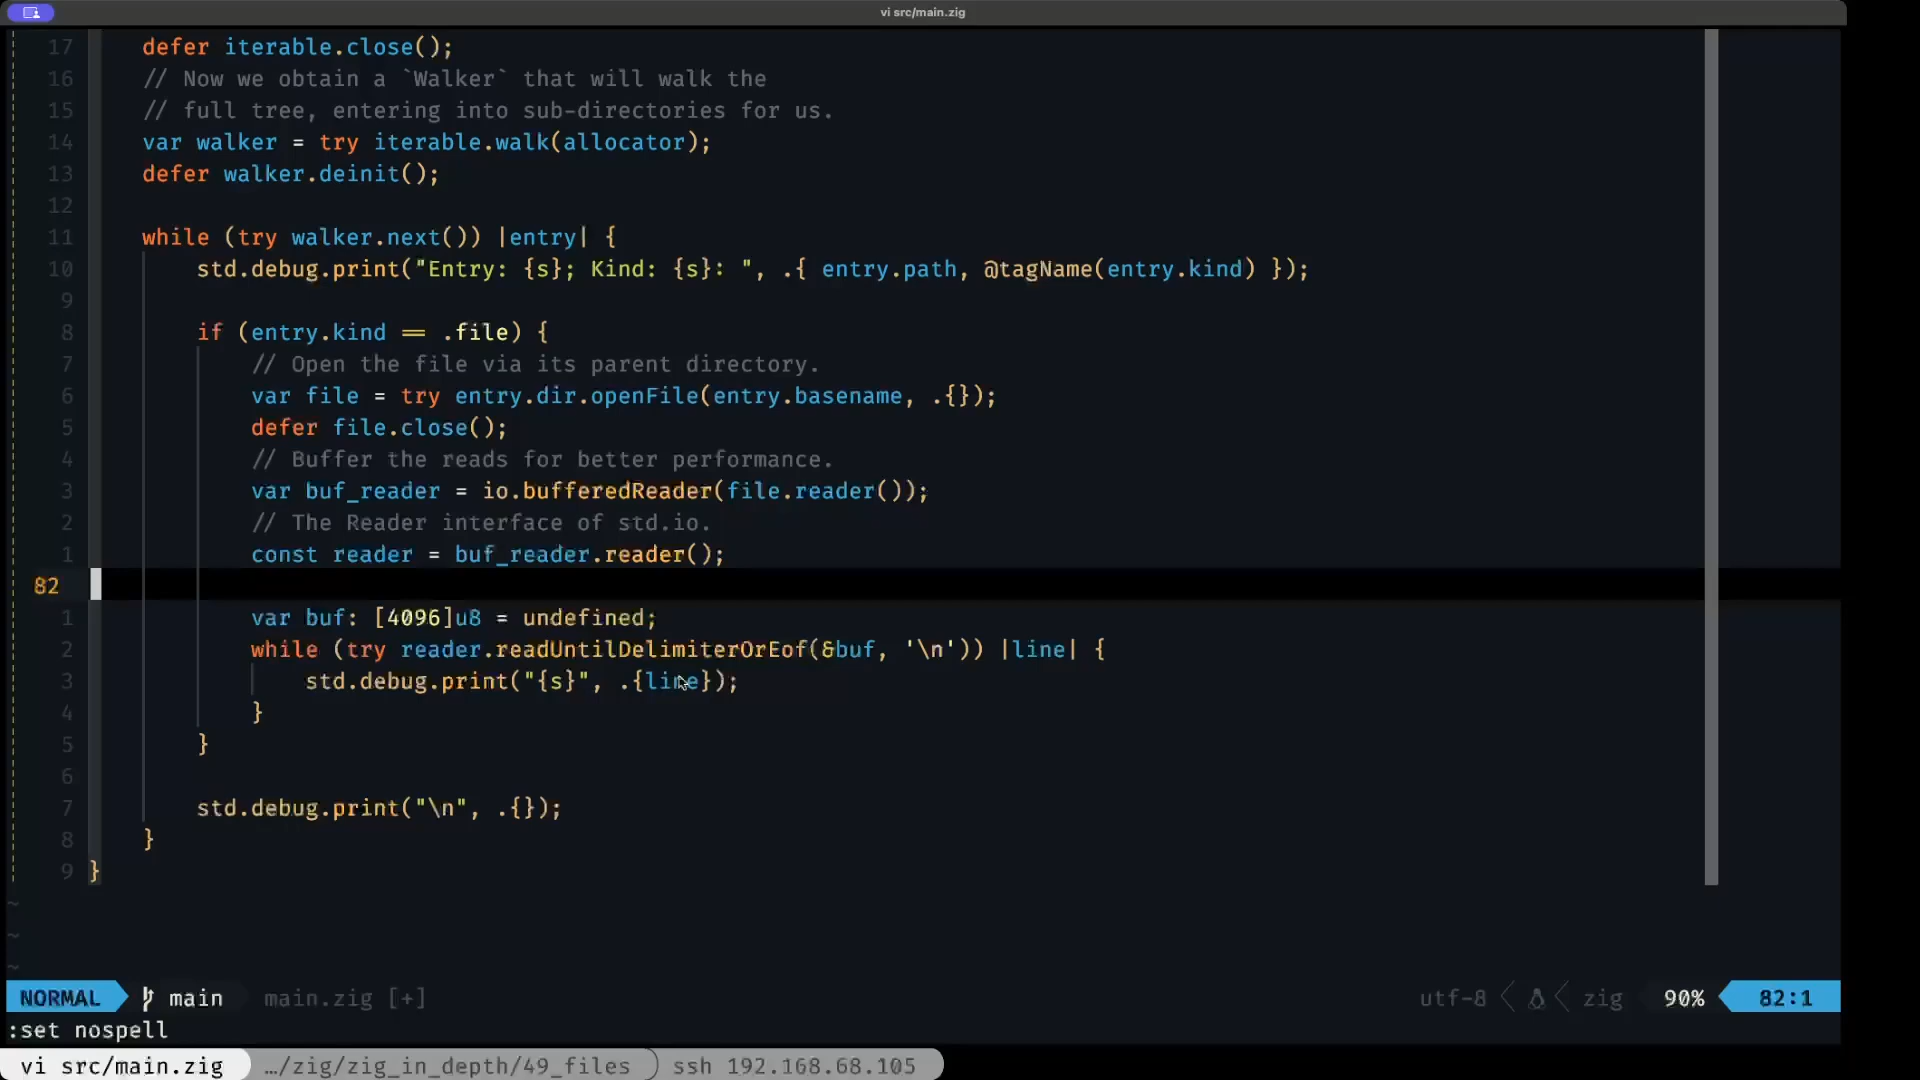 vi src/main.zig
17 defer iterable.close();
16 // Now we obtain a `Walker` that will walk the
15 // full tree, entering into sub-directories for us.
14 var walker = try iterable.walk(allocator);
13 defer walker.deinit();
12
11 while (try walker.next()) |entry| {
10 std.debug.print("Entry: {s}; Kind: {s}: ", .{ entry.path, @tagName(entry.kind) });
9
8 if (entry.kind == .file) {
7 // Open the file via its parent directory.
6 var file = try entry.dir.openFile(entry.basename, .{});
5 defer file.close();
4 // Buffer the reads for better performance.
3 var buf_reader = io.bufferedReader(file.reader());
2 // The Reader interface of std.io.
1 const reader = buf_reader.reader();
82
1 var buf: [4096]u8 = undefined;
2 while (try reader.readUntilDelimiterOrEof(&buf, '\n')) |line| {
3 std.debug.print("{s}", .{line});
4 }
5 }
6
7 std.debug.print("\n", .{});
8 }
9 }
~
~
~
NORMAL main main.zig [+] utf-8 zig 90% 82:1
:set nospell
vi src/main.zig …/zig/zig_in_depth/49_files ssh 192.168.68.105